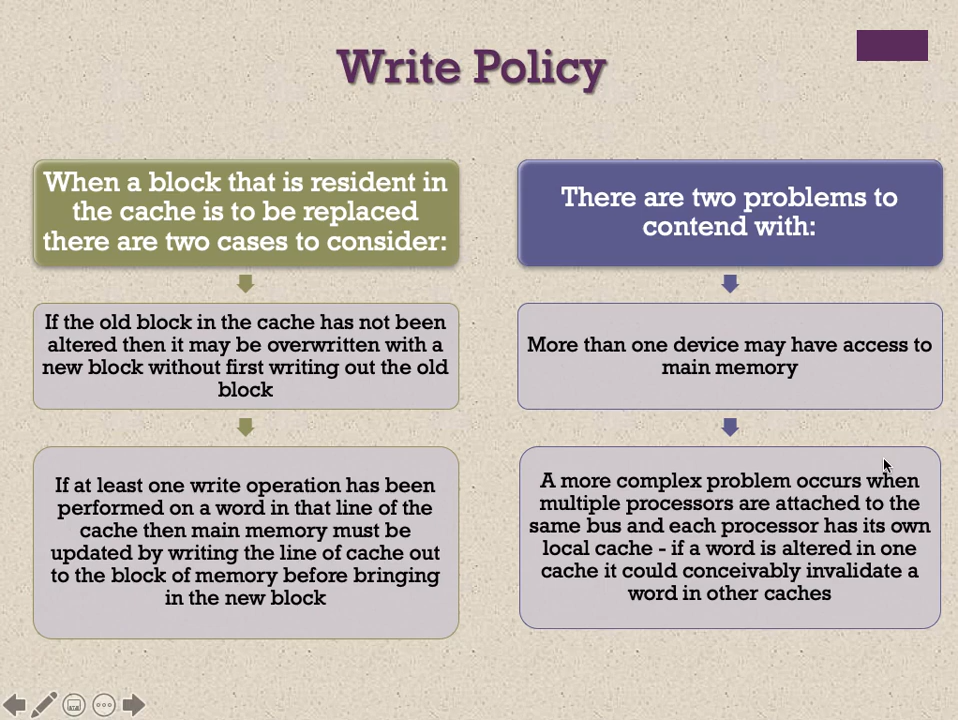 Write Policy
When a block that is resident in
the cache is to be replaced
there are two cases to consider:
If the old block in the cache has not been
altered then it may be overwritten with a
new block without first writing out the old
block
If at least one write operation has been
performed on a word in that line of the
cache then main memory must be
updated by writing the line of cache out
to the block of memory before bringing
in the new block
There are two problems to
contend with:
More than one device may have access to
main memory
A more complex problem occurs when
multiple processors are attached to the
same bus and each processor has its own
local cache - if a word is altered in one
cache it could conceivably invalidate a
word in other caches